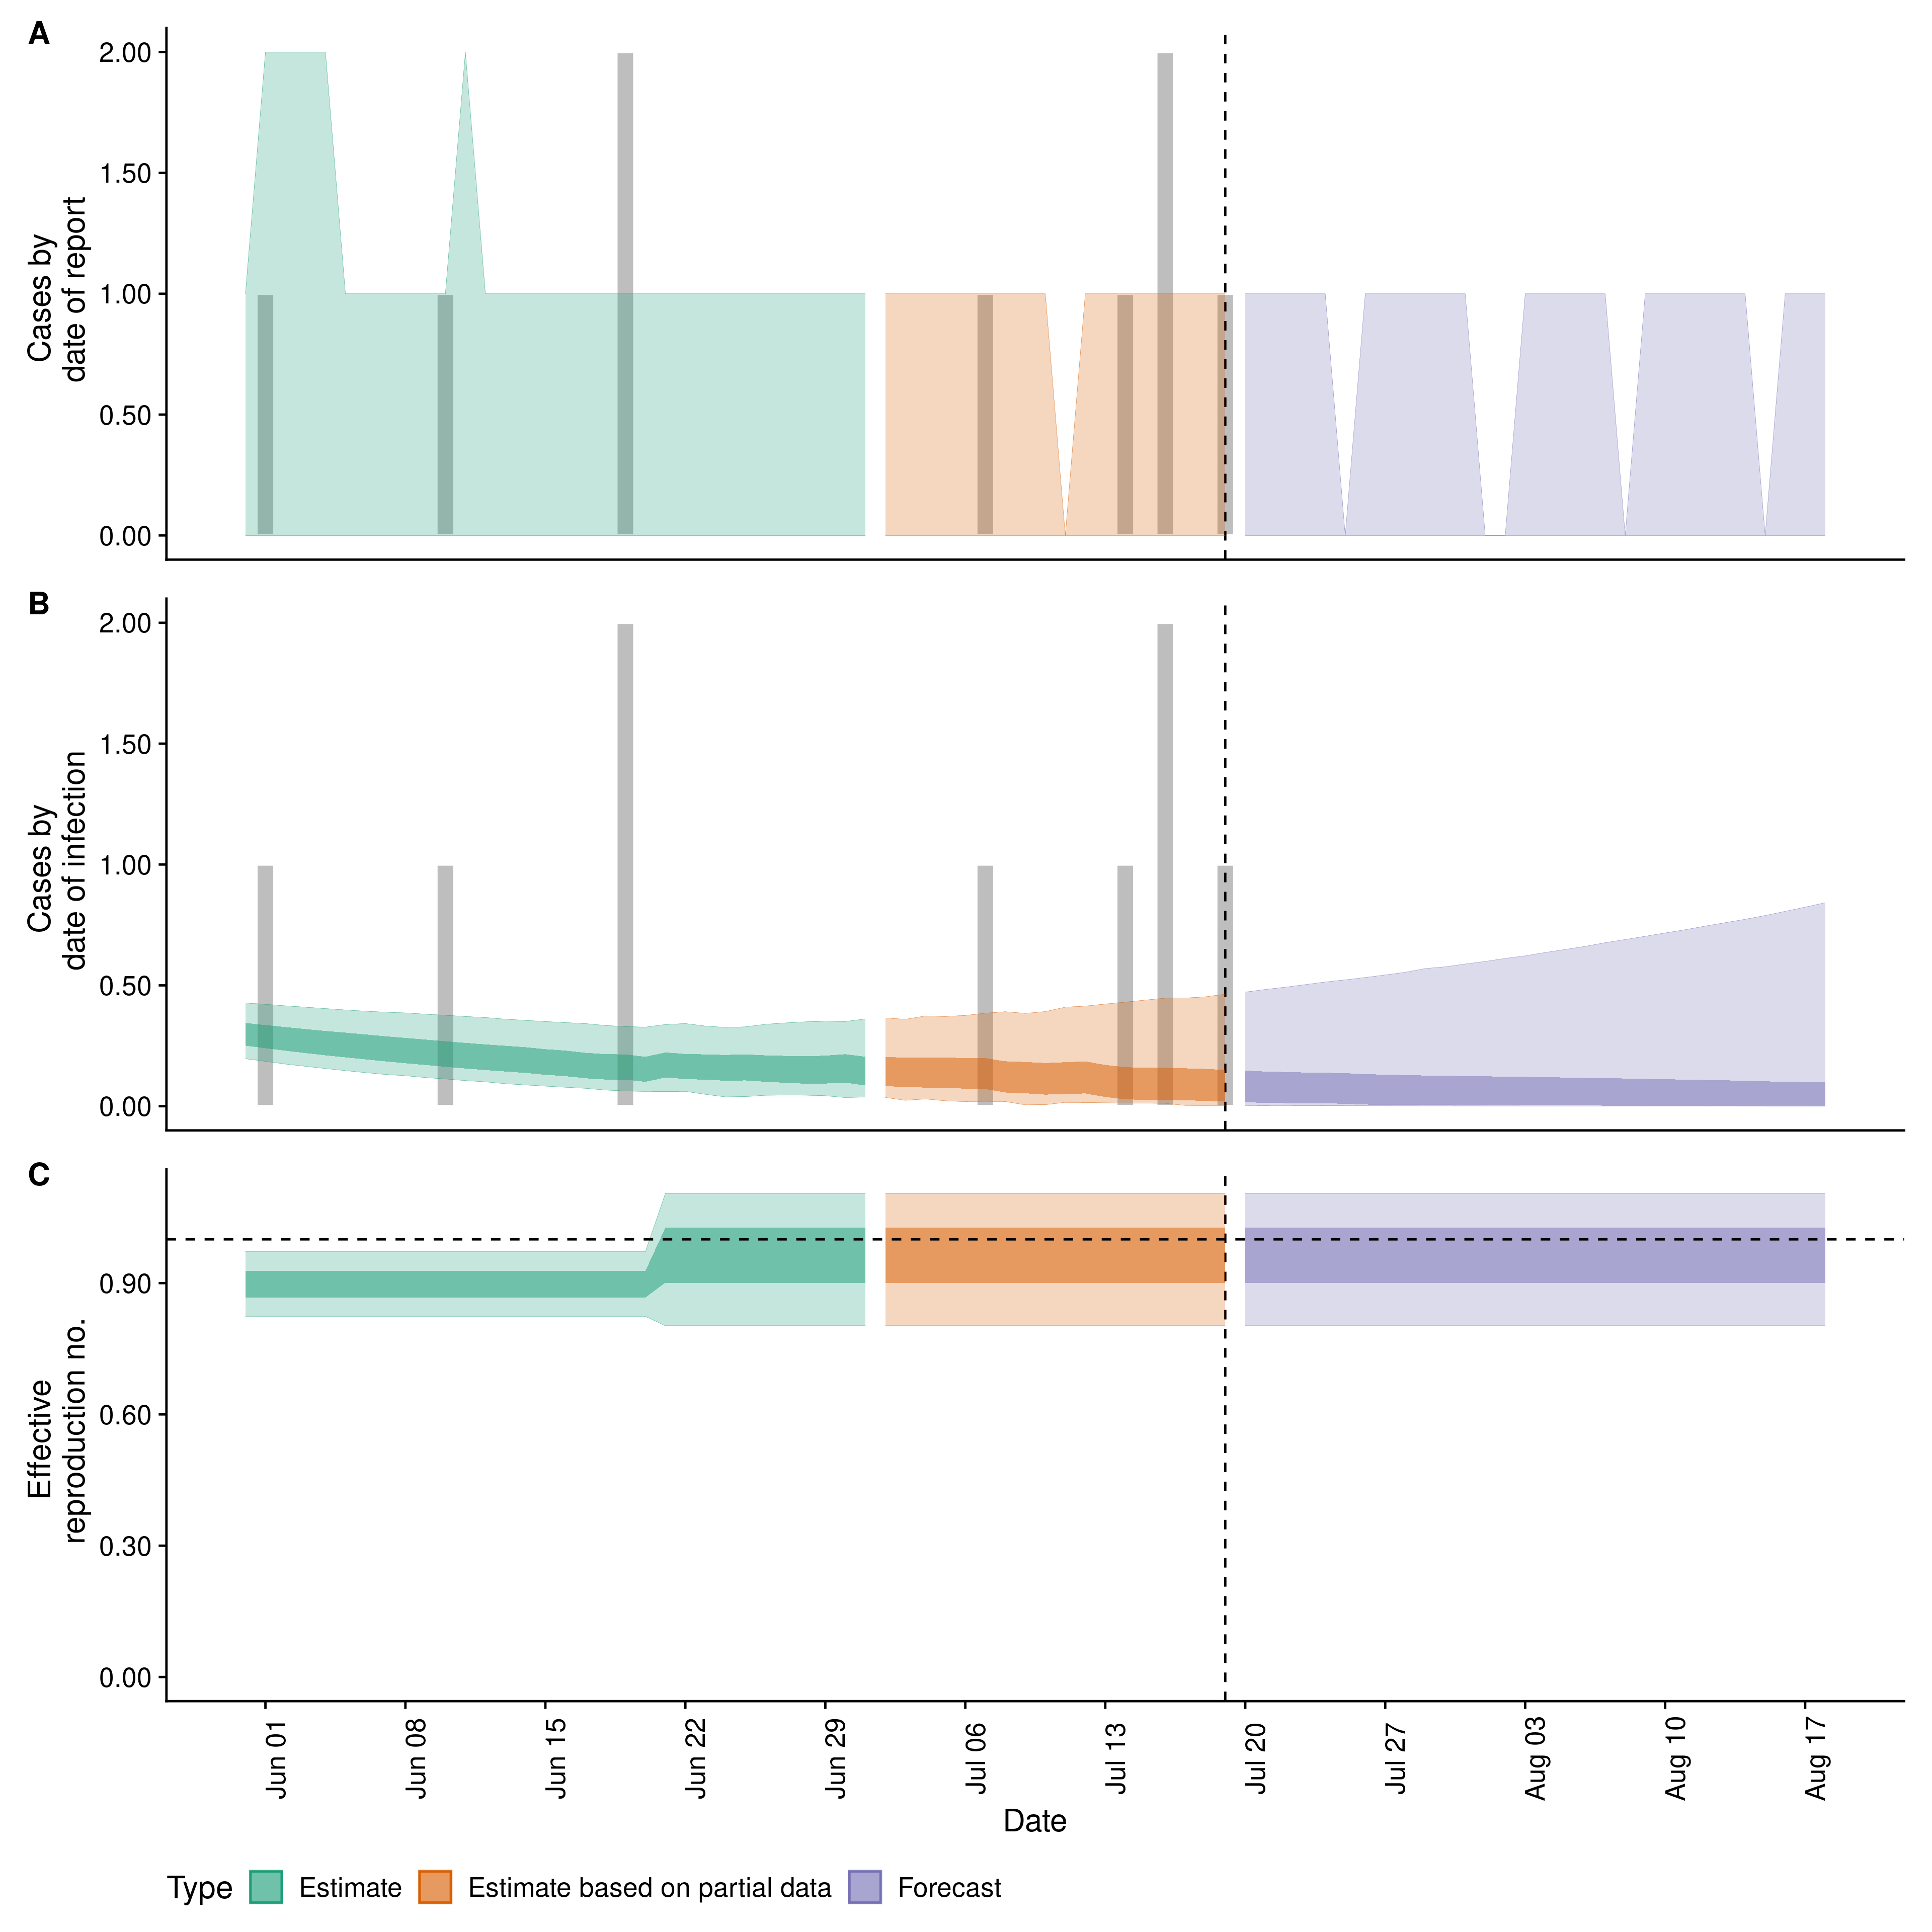 A
2.00
1.50
1.00
0.50
0.00
Cases by
date of report
B
2.00
1.50
1.00
0.50
0.00
Cases by
date of infection
C
0.90
0.60
0.30
0.00
Effective
reproduction no.
Jun 01
Jun 08
Jun 15
Jun 22
Jun 29
Jul 06
Jul 13
Jul 20
Jul 27
Aug 03
Aug 10
Aug 17
Date
Type Estimate Estimate based on partial data Forecast